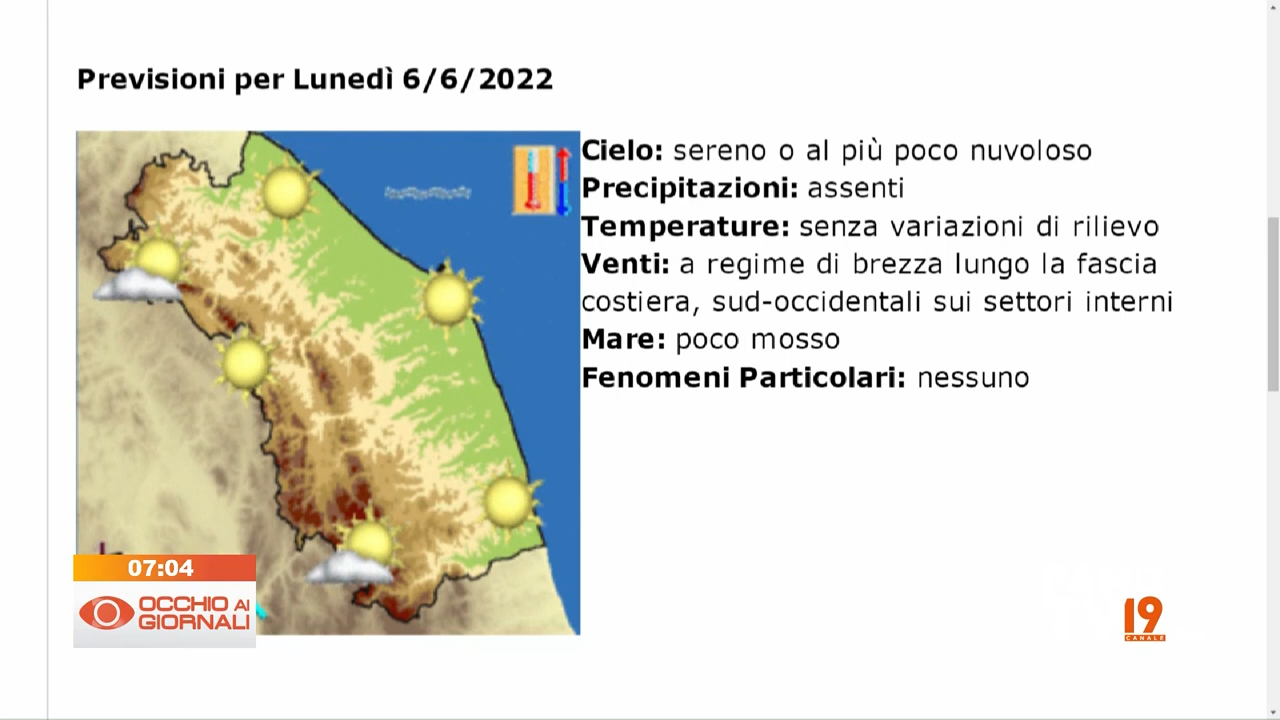 Previsioni per Lunedì 6/6/2022
Cielo: sereno o al più poco nuvoloso
Precipitazioni: assenti
Temperature: senza variazioni di rilievo
Venti: a regime di brezza lungo la fascia
costiera, sud-occidentali sui settori interni
Mare: poco mosso
Fenomeni Particolari: nessuno
07:04
OCCHIO AI
GIORNALI
19
CANALE